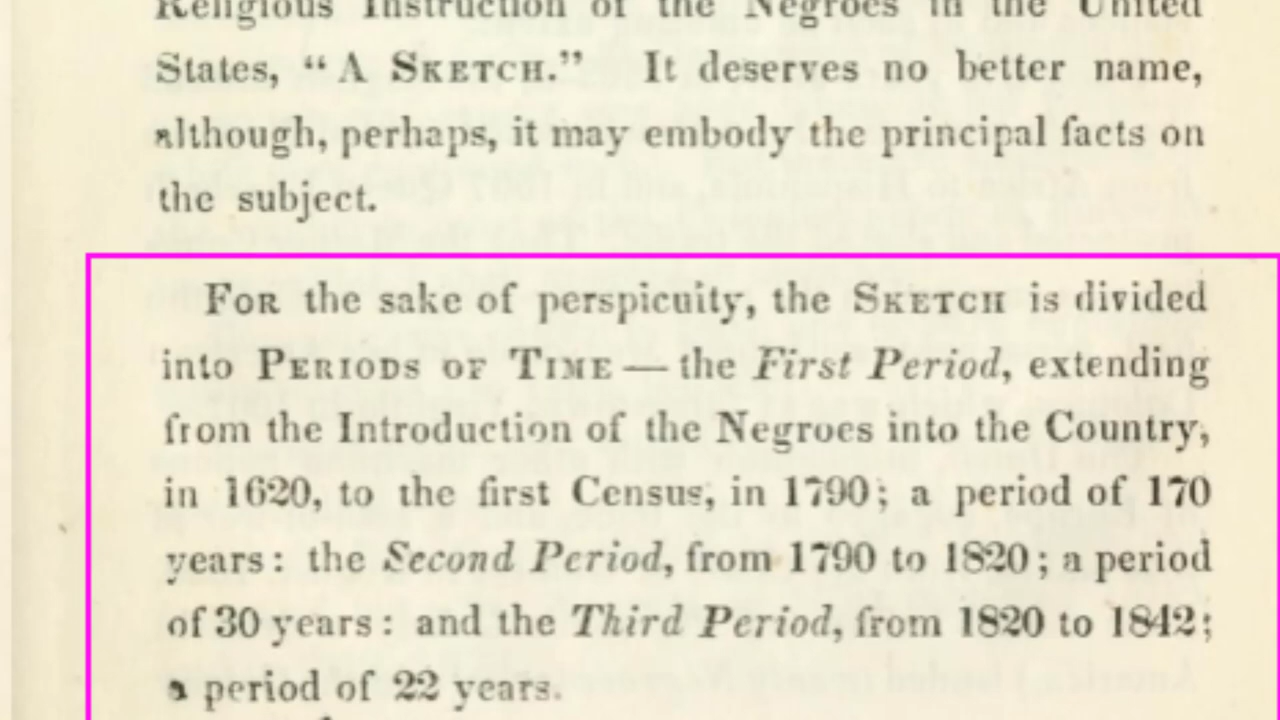 Religious Instruction of the Negroes in the United
States, “A SKETCH.” It deserves no better name,
although, perhaps, it may embody the principal facts on
the subject.
FOR the sake of perspicuity, the SKETCH is divided
into PERIODS OF TIME — the First Period, extending
from the Introduction of the Negroes into the Country,
in 1620, to the first Census, in 1790; a period of 170
years: the Second Period, from 1790 to 1820; a period
of 30 years: and the Third Period, from 1820 to 1842;
a period of 22 years.